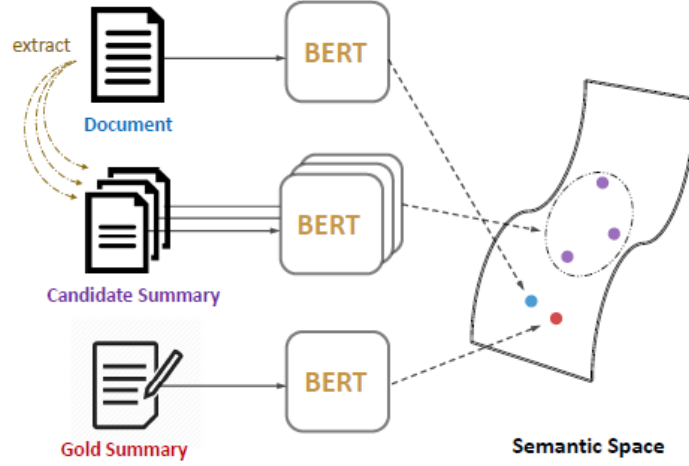 extract
BERT
Document
BERT
Candidate Summary
BERT
Gold Summary
Semantic Space